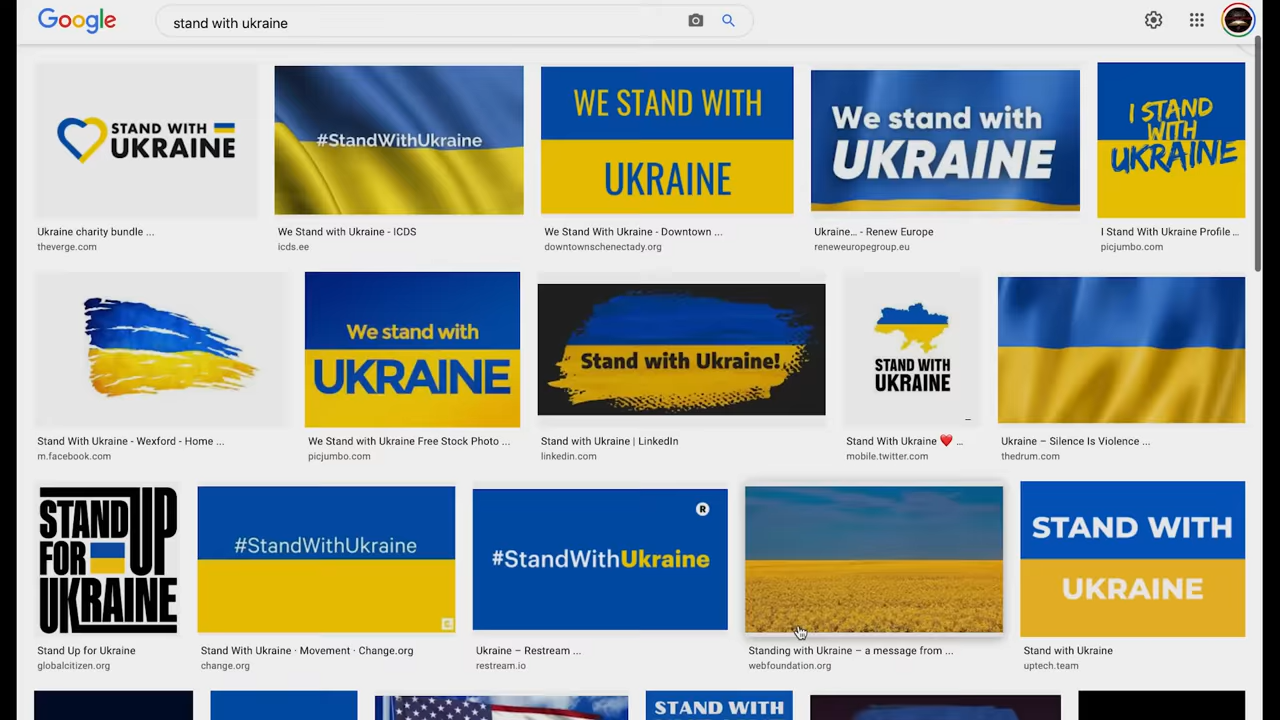 Google
stand with ukraine
STAND WITH
UKRAINE
#StandWithUkraine
WE STAND WITH
UKRAINE
We stand with
UKRAINE
I STAND
WITH
UKRAINE
Ukraine charity bundle ...
theverge.com
We Stand with Ukraine - ICDS
icds.ee
We Stand With Ukraine - Downtown ...
downtownschenectady.org
Ukraine... - Renew Europe
reneweuropegroup.eu
I Stand With Ukraine Profile ...
picjumbo.com
We stand with
UKRAINE
Stand with Ukraine!
STAND WITH
UKRAINE
Stand With Ukraine - Wexford - Home ...
m.facebook.com
We Stand with Ukraine Free Stock Photo ...
picjumbo.com
Stand with Ukraine | LinkedIn
linkedin.com
Stand With Ukraine ❤️ ...
mobile.twitter.com
Ukraine – Silence Is Violence ...
thedrum.com
STAND UP
FOR
UKRAINE
#StandWithUkraine
R
#StandWithUkraine
STAND WITH
UKRAINE
Stand Up for Ukraine
globalcitizen.org
Stand With Ukraine · Movement · Change.org
change.org
Ukraine – Restream ...
restream.io
Standing with Ukraine – a message from ...
webfoundation.org
Stand with Ukraine
uptech.team
STAND WITH